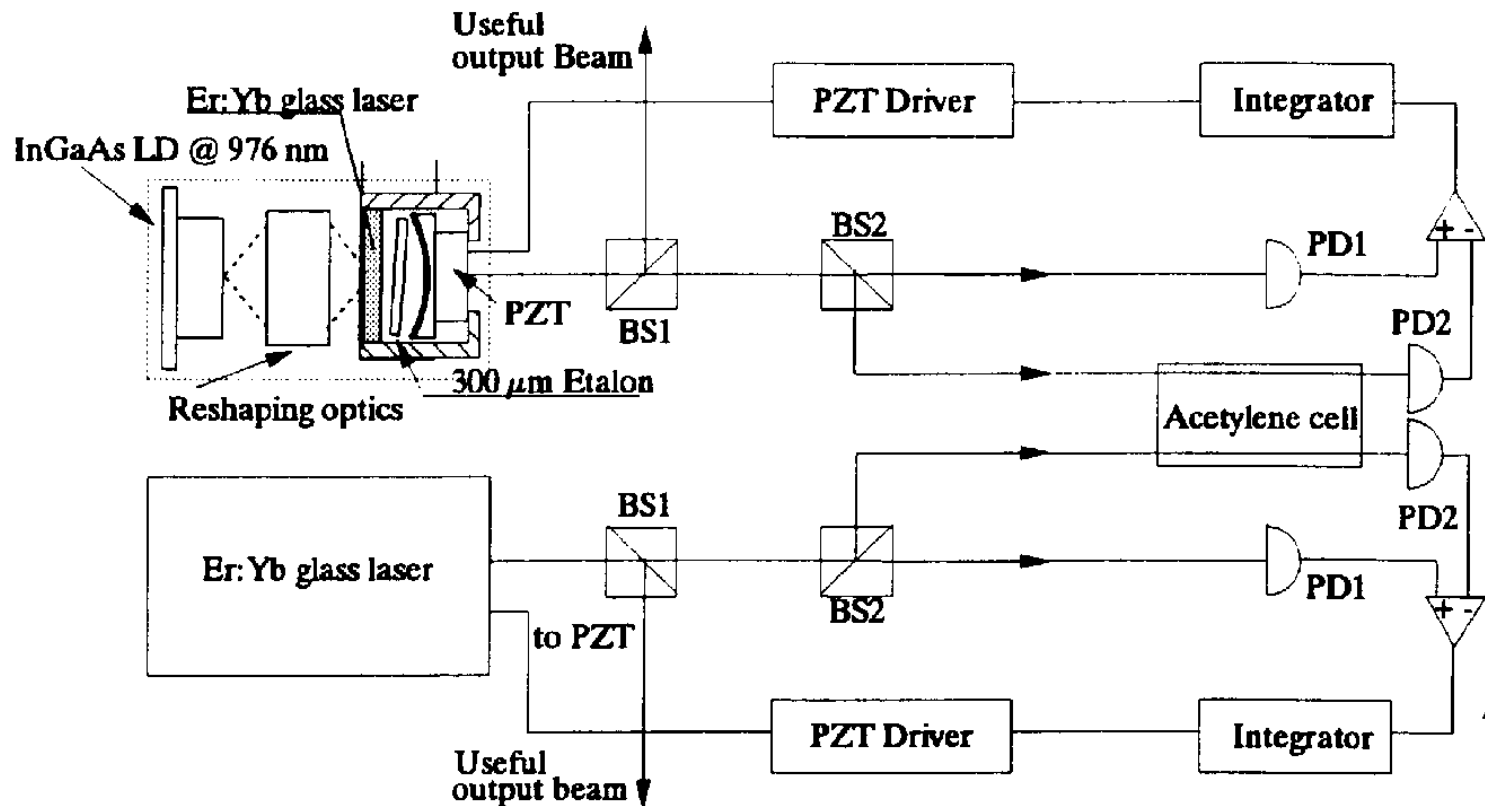 Useful
output Beam
Er:Yb glass laser
InGaAs LD @ 976 nm
PZT Driver
Integrator
BS2
PD1
+ -
PZT
BS1
PD2
300 μm Etalon
Reshaping optics
Acetylene cell
BS1
PD2
Er:Yb glass laser
BS2
PD1
+ -
to PZT
PZT Driver
Integrator
Useful
output beam